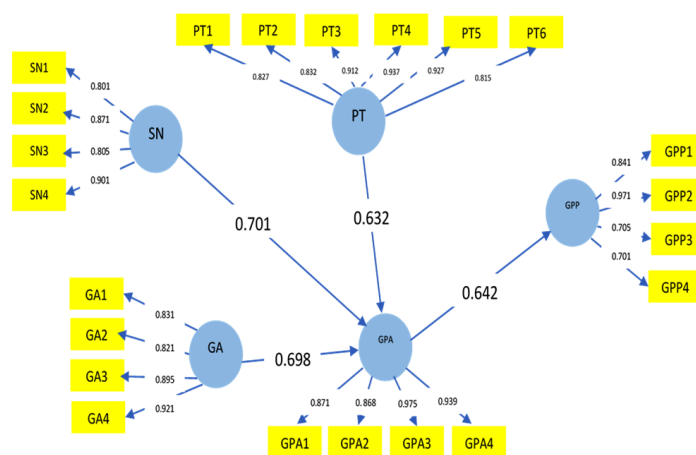 PT1 PT2 PT3 PT4 PT5 PT6
0.827 0.832 0.912 0.937 0.927 0.815
SN1
SN2
SN3
SN4
0.801
0.871
0.805
0.901
SN
PT
GPP
GPP1
GPP2
GPP3
GPP4
0.841
0.971
0.705
0.701
0.701
0.632
0.642
GA1
GA2
GA3
GA4
0.831
0.821
0.895
0.921
GA
0.698
GPA
0.871 0.868 0.975 0.939
GPA1 GPA2 GPA3 GPA4